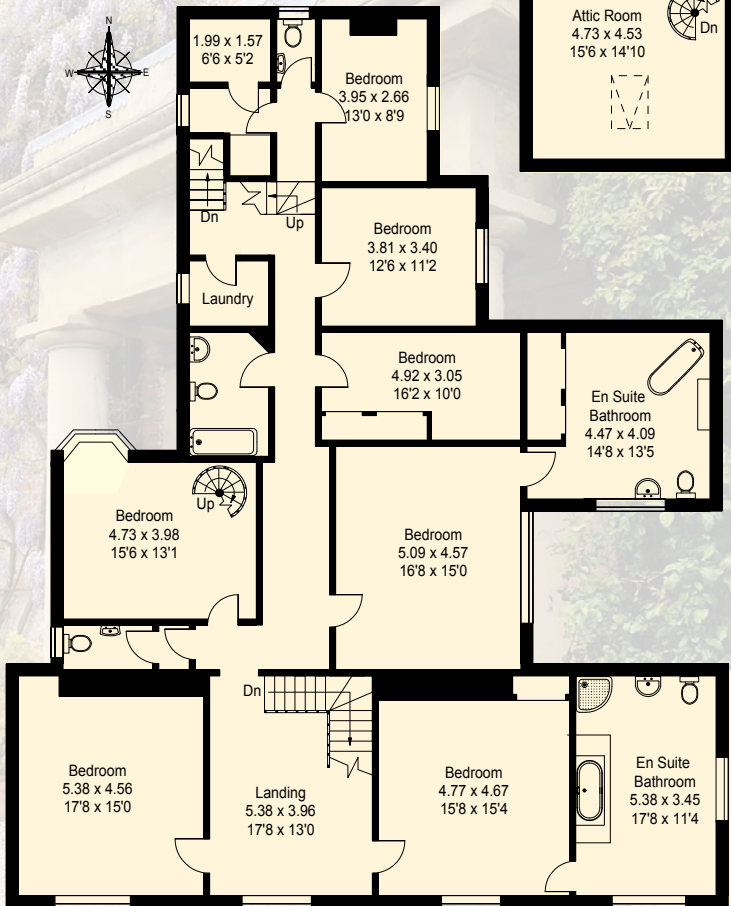 N
W
E
S
1.99 x 1.57
6'6 x 5'2
Bedroom
3.95 x 2.66
13'0 x 8'9
Attic Room
4.73 x 4.53
15'6 x 14'10
Dn
Dn
Up
Bedroom
3.81 x 3.40
12'6 x 11'2
Laundry
Bedroom
4.92 x 3.05
16'2 x 10'0
En Suite
Bathroom
4.47 x 4.09
14'8 x 13'5
Up
Bedroom
4.73 x 3.98
15'6 x 13'1
Bedroom
5.09 x 4.57
16'8 x 15'0
Dn
Bedroom
5.38 x 4.56
17'8 x 15'0
Landing
5.38 x 3.96
17'8 x 13'0
Bedroom
4.77 x 4.67
15'8 x 15'4
En Suite
Bathroom
5.38 x 3.45
17'8 x 11'4